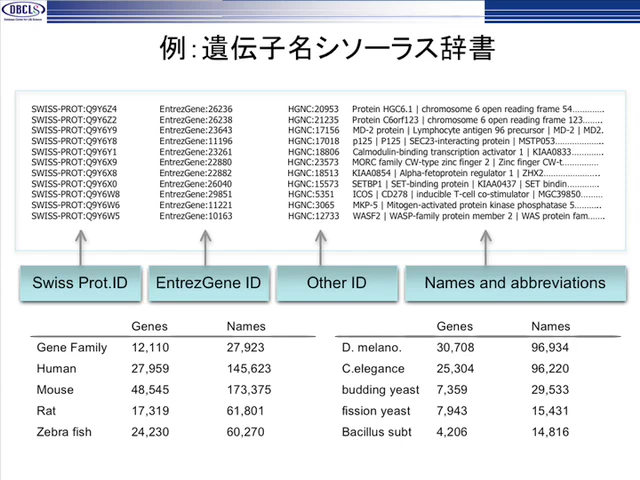 DBCLS
Database Center for Life Science
例：遺伝子名シソーラス辞書
SWISS-PROT:Q9Y6Z4 EntrezGene:26236 HGNC:20953 Protein HGC6.1 | chromosome 6 open reading frame 54………….
SWISS-PROT:Q9Y6Z2 EntrezGene:26238 HGNC:21235 Protein C6orf123 | chromosome 6 open reading frame 123…….
SWISS-PROT:Q9Y6Y9 EntrezGene:23643 HGNC:17156 MD-2 protein | Lymphocyte antigen 96 precursor | MD-2 | MD2.
SWISS-PROT:Q9Y6Y8 EntrezGene:11196 HGNC:17018 p125 | P125 | SEC23-interacting protein | MSTP053………………..
SWISS-PROT:Q9Y6Y1 EntrezGene:23261 HGNC:18806 Calmodulin-binding transcription activator 1 | KIAA0833………….
SWISS-PROT:Q9Y6X9 EntrezGene:22880 HGNC:23573 MORC family CW-type zinc finger 2 | Zinc finger CW-t……………
SWISS-PROT:Q9Y6X8 EntrezGene:22882 HGNC:18513 KIAA0854 | Alpha-fetoprotein regulator 1 | ZHX2…………………..
SWISS-PROT:Q9Y6X0 EntrezGene:26040 HGNC:15573 SETBP1 | SET-binding protein | KIAA0437 | SET bindin………….
SWISS-PROT:Q9Y6W8 EntrezGene:29851 HGNC:5351 ICOS | CD278 | inducible T-cell co-stimulator | MGC39850………
SWISS-PROT:Q9Y6W6 EntrezGene:11221 HGNC:3065 MKP-5 | Mitogen-activated protein kinase phosphatase 5………..
SWISS-PROT:Q9Y6W5 EntrezGene:10163 HGNC:12733 WASF2 | WASP-family protein member 2 | WAS protein fam…….
Swiss Prot.ID EntrezGene ID Other ID Names and abbreviations
Genes Names
Gene Family 12,110 27,923
Human 27,959 145,623
Mouse 48,545 173,375
Rat 17,319 61,801
Zebra fish 24,230 60,270
Genes Names
D. melano. 30,708 96,934
C.elegance 25,304 96,220
budding yeast 7,359 29,533
fission yeast 7,943 15,431
Bacillus subt 4,206 14,816